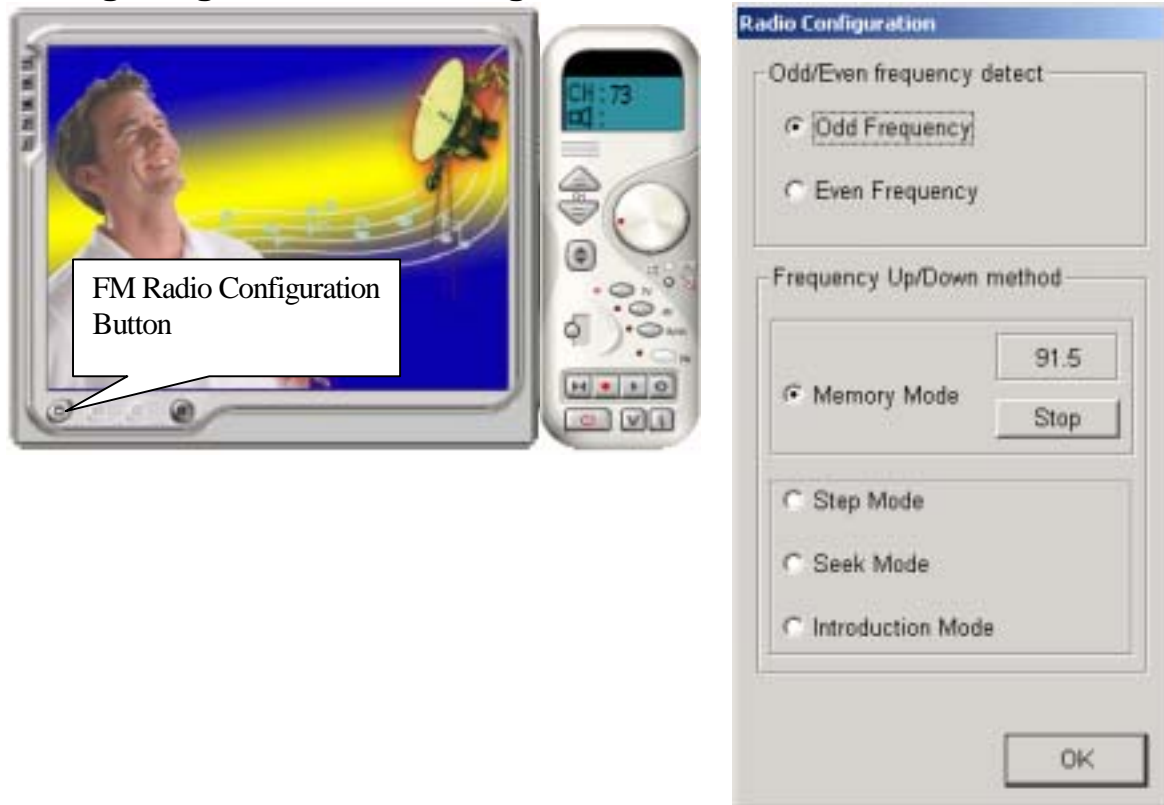 FM Radio Configuration
Button
CH:73
Radio Configuration
Odd/Even frequency detect
Odd Frequency
Even Frequency
Frequency Up/Down method
91.5
Memory Mode
Stop
Step Mode
Seek Mode
Introduction Mode
OK